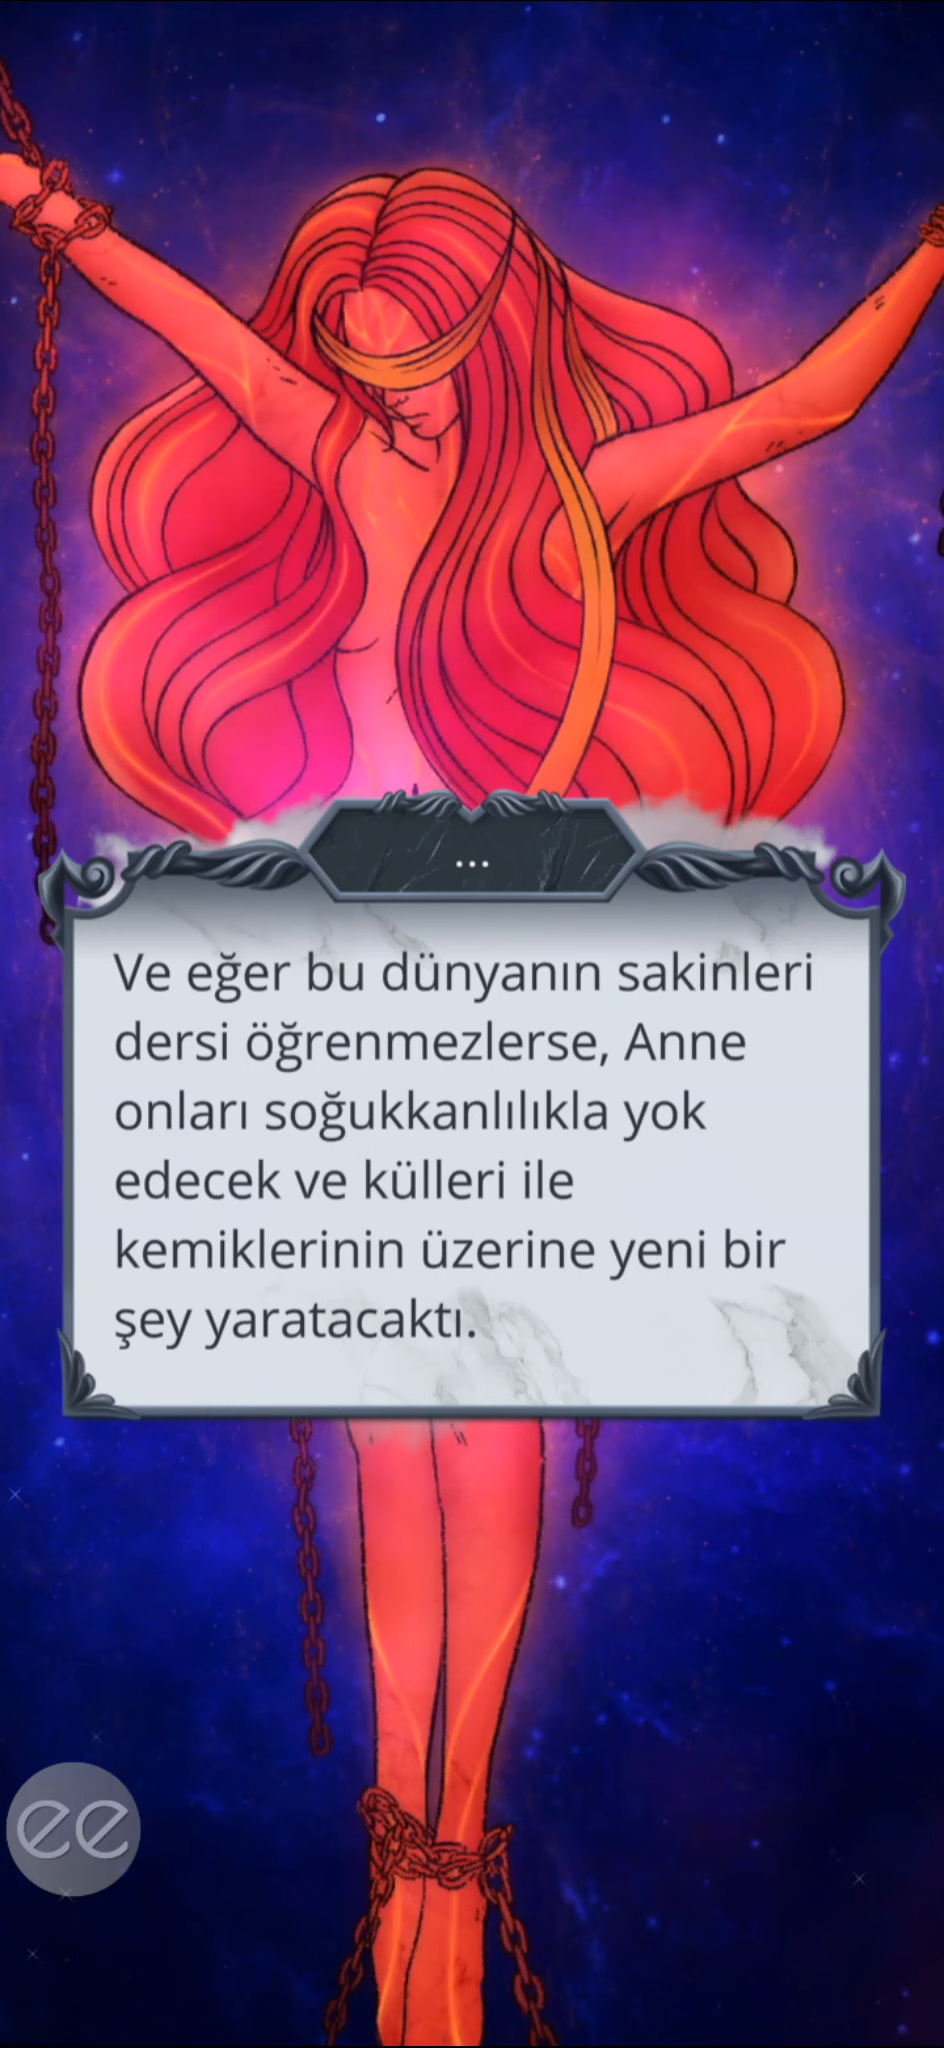 ...
Ve eğer bu dünyanın sakinleri
dersi öğrenmezlerse, Anne
onları soğukkanlılıkla yok
edecek ve külleri ile
kemiklerinin üzerine yeni bir
şey yaratacaktı.
ee